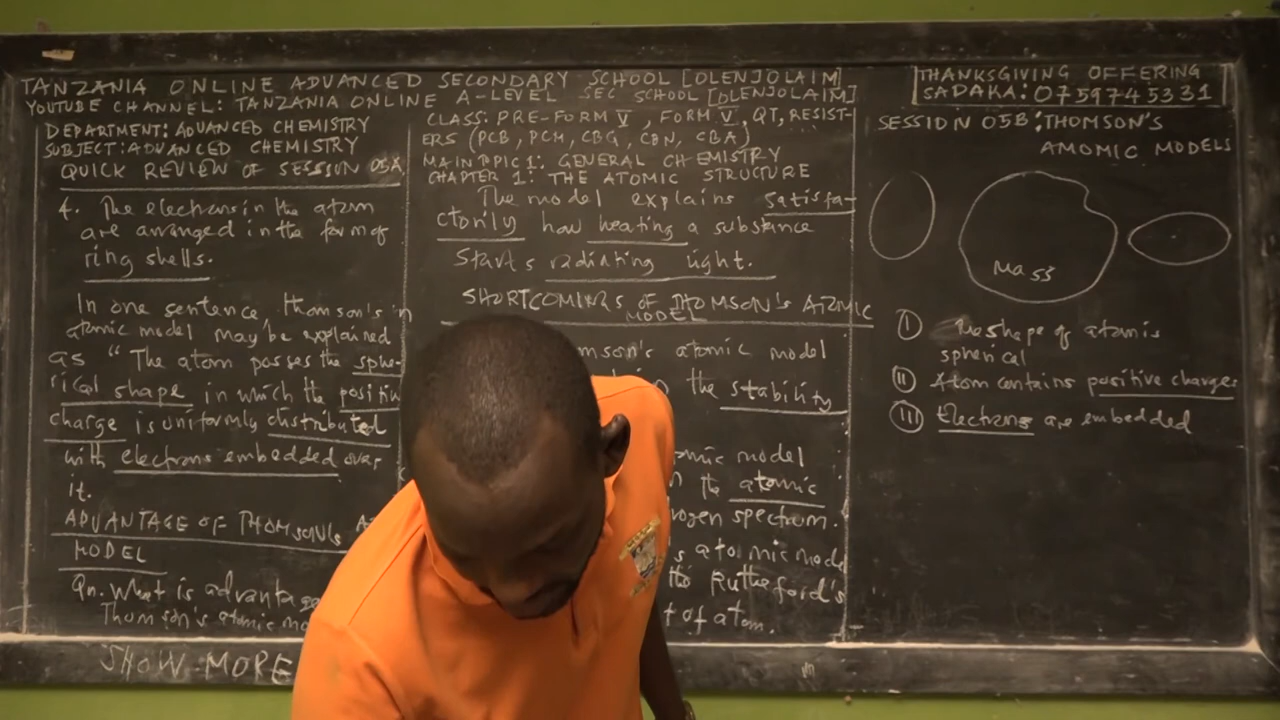 TANZANIA ONLINE ADVANCED SECONDARY SCHOOL [OLENJOLAIM]
YOUTUBE CHANNEL: TANZANIA ONLINE A-LEVEL SEC SCHOOL [OLENJOLAIM]
THANKSGIVING OFFERING
SADAKA: 0759745331
DEPARTMENT: ADVANCED CHEMISTRY
SUBJECT: ADVANCED CHEMISTRY
QUICK REVIEW OF SESSION 05A
4. The electrons in the atom
are arranged in the form of
ring shells.
In one sentence thomson's
atomic model may be explained
as " The atom posses the sphe-
rical shape in which the positive
charge is uniformly distributed
with electrons embedded over
it.
ADVANTAGE OF THOMSON'S
MODEL
Qn. What is advantage
Thomson's atomic mo
SHOW MORE
CLASS: PRE-FORM V, FORM V, QT, RESIST-
ERS (PCB, PCM, CBG, CBN, CBA)
MAIN TOPIC 1: GENERAL CHEMISTRY
CHAPTER 1: THE ATOMIC STRUCTURE
The model explains satisfa-
ctorily how heating a substance
starts radiating light.
SHORTCOMINGS OF THOMSON'S ATOMIC
MODEL
mson's atomic model
the stability
omic model
the atomic
rogen spectrum.
s atomic mode
the Rutherford's
t of atom.
SESSION 05B: THOMSON'S
AMOMIC MODELS
Mass
(I) The shape of atom is
spherical
(II) Atom contains positive charges
(III) Electrons are embedded